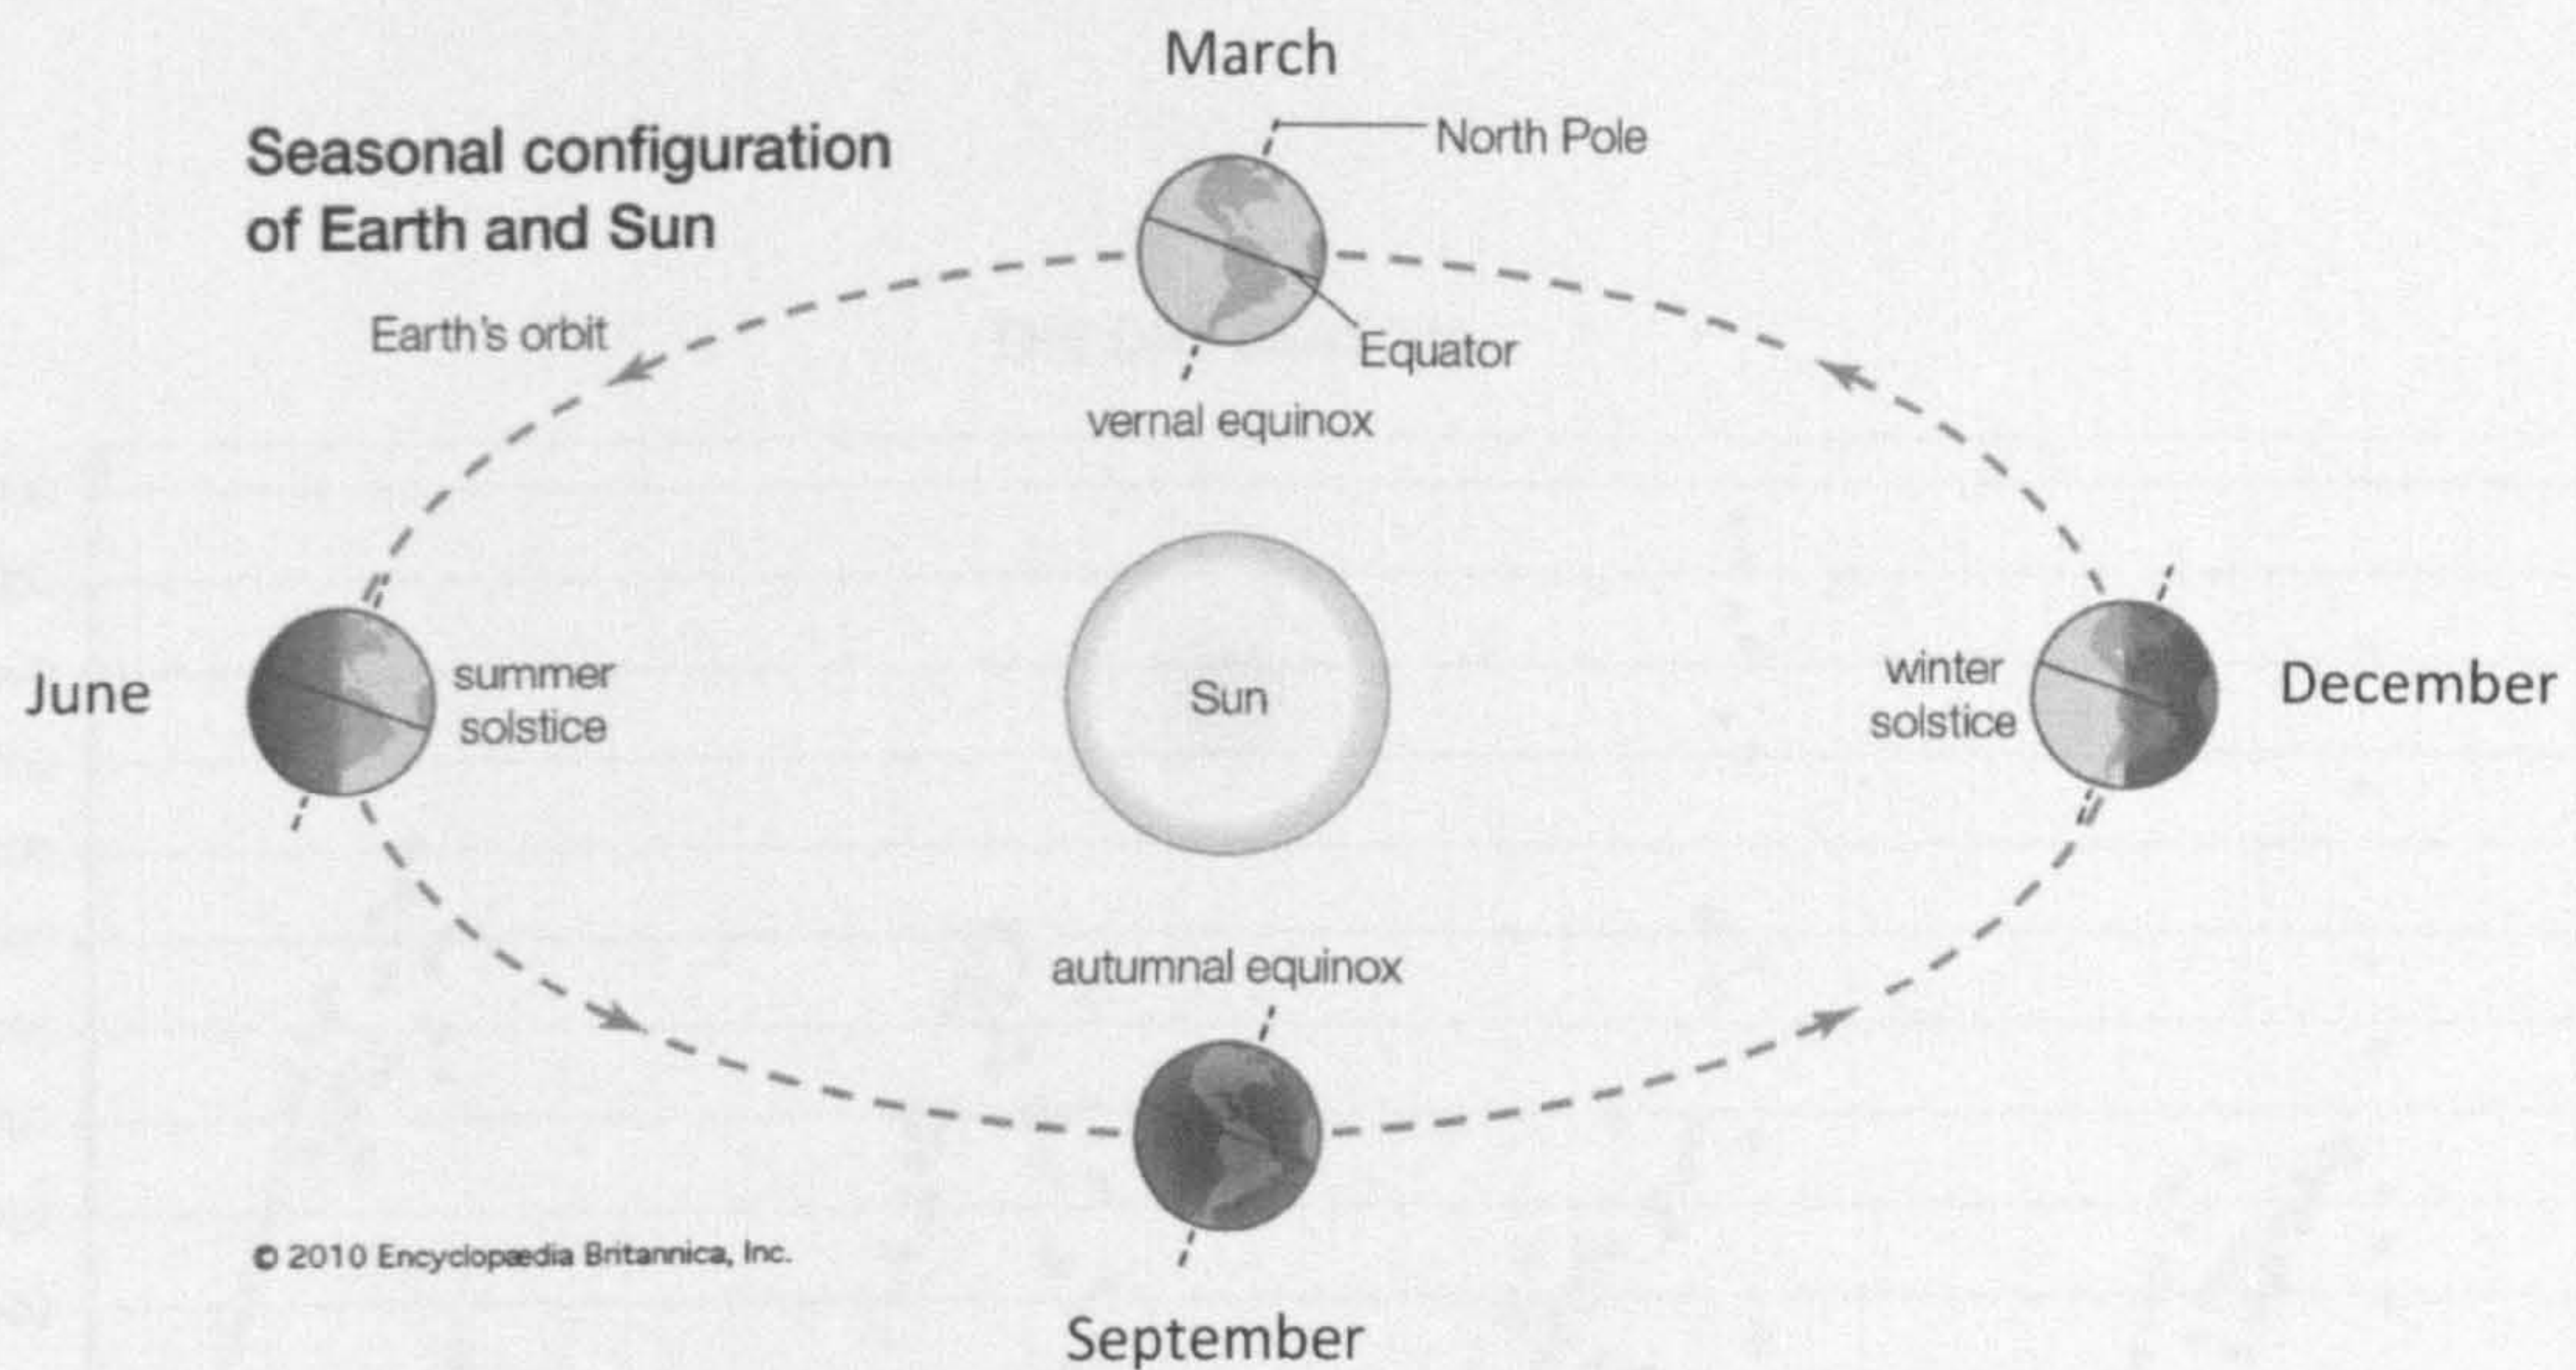 March
Seasonal configuration
of Earth and Sun
North Pole
Earth's orbit
Equator
vernal equinox
June
summer
solstice
Sun
winter
solstice
December
autumnal equinox
© 2010 Encyclopædia Britannica, Inc.
September